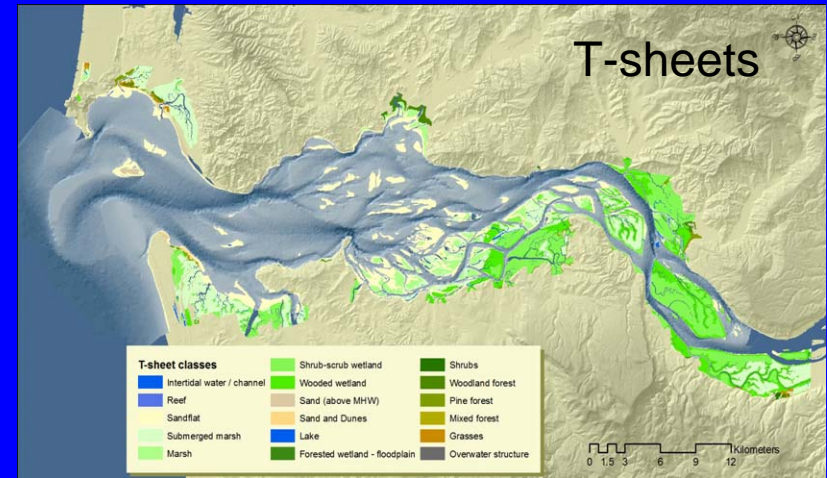 T-sheets
T-sheet classes
Intertidal water / channel
Reef
Sandflat
Submerged marsh
Marsh
Shrub-scrub wetland
Wooded wetland
Sand (above MHW)
Sand and Dunes
Lake
Forested wetland - floodplain
Shrubs
Woodland forest
Pine forest
Mixed forest
Grasses
Overwater structure
Kilometers
0 1.5 3 6 9 12